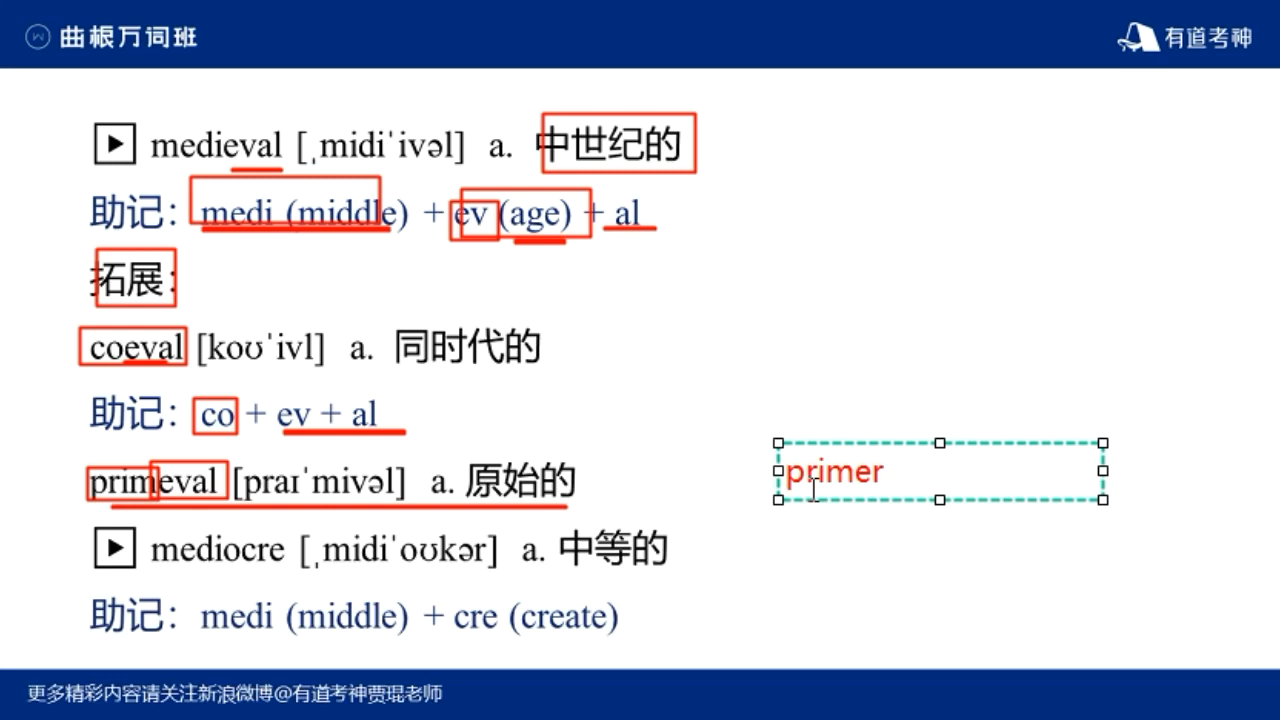 曲根万词班
有道考神
medieval [ˌmidiˈivəl] a. 中世纪的
助记：medi (middle) + ev (age) + al
拓展：
coeval [koʊˈivl] a. 同时代的
助记：co + ev + al
primeval [praɪˈmivəl] a. 原始的
primer
mediocre [ˌmidiˈoʊkər] a. 中等的
助记：medi (middle) + cre (create)
更多精彩内容请关注新浪微博@有道考神贾琨老师